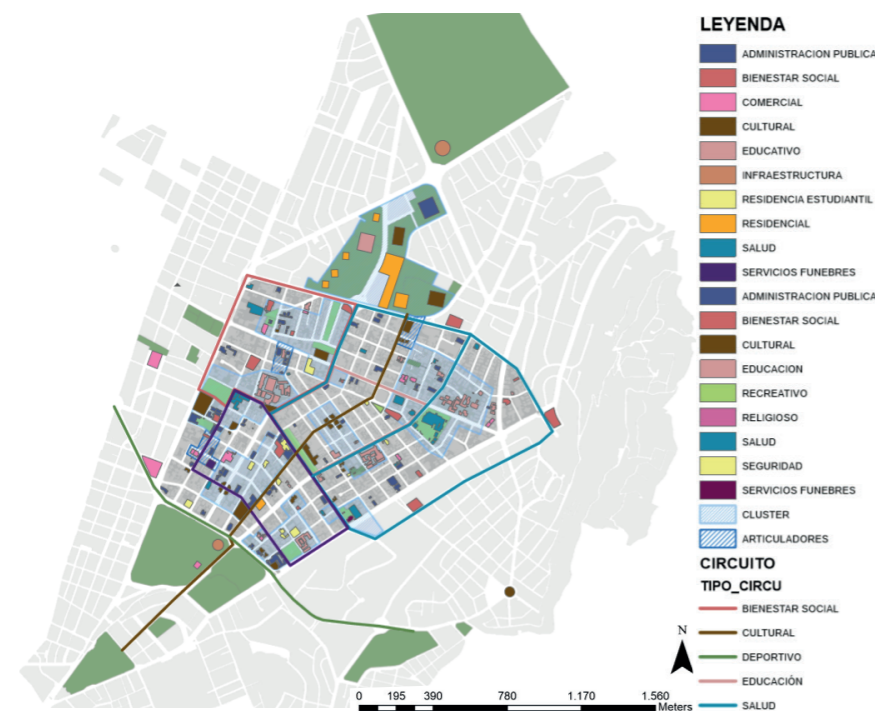 LEYENDA
ADMINISTRACION PUBLICA
BIENESTAR SOCIAL
COMERCIAL
CULTURAL
EDUCATIVO
INFRAESTRUCTURA
RESIDENCIA ESTUDIANTIL
RESIDENCIAL
SALUD
SERVICIOS FUNEBRES
ADMINISTRACION PUBLICA
BIENESTAR SOCIAL
CULTURAL
EDUCACION
RECREATIVO
RELIGIOSO
SALUD
SEGURIDAD
SERVICIOS FUNEBRES
CLUSTER
ARTICULADORES
CIRCUITO
TIPO_CIRCU
BIENESTAR SOCIAL
CULTURAL
DEPORTIVO
EDUCACIÓN
SALUD
N
0 195 390 780 1.170 1.560
Meters